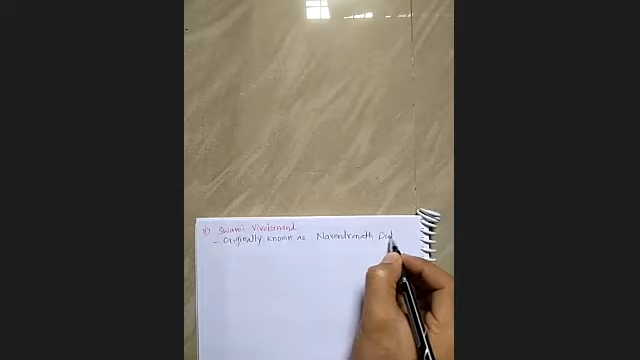 3) Swami Vivekanand
- Originally known as Narendranath